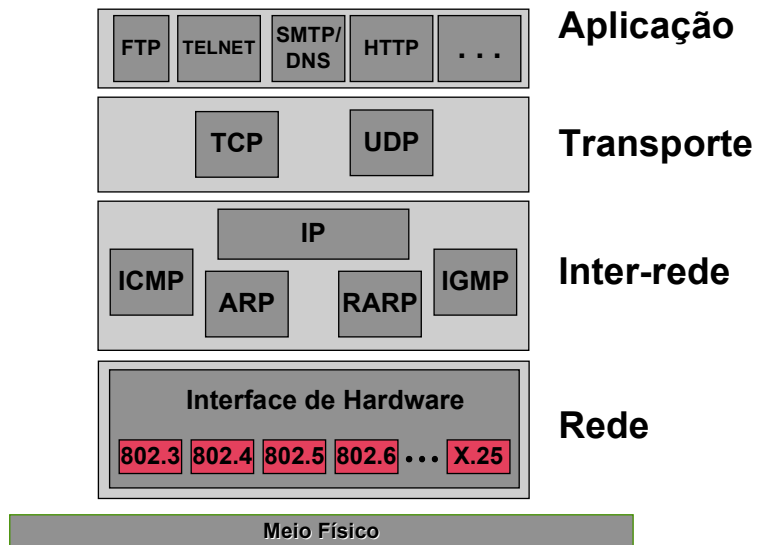 FTP TELNET SMTP/ DNS HTTP . . .
Aplicação
TCP UDP
Transporte
IP
ICMP ARP RARP IGMP
Inter-rede
Interface de Hardware
802.3 802.4 802.5 802.6 ... X.25
Rede
Meio Físico